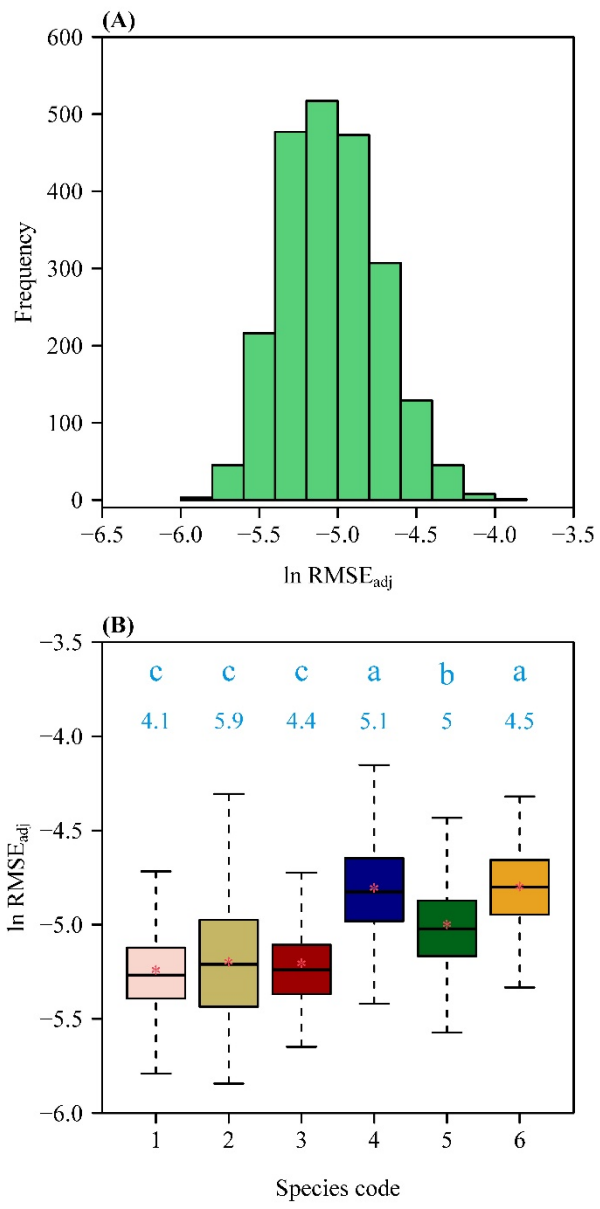 (A)
600
500
400
300
200
100
0
Frequency
−6.5 −6.0 −5.5 −5.0 −4.5 −4.0 −3.5
ln RMSEadj
(B)
−3.5
c c c a b a
4.1 5.9 4.4 5.1 5 4.5
−4.0
−4.5
−5.0
−5.5
−6.0
ln RMSEadj
* * * * * *
1 2 3 4 5 6
Species code